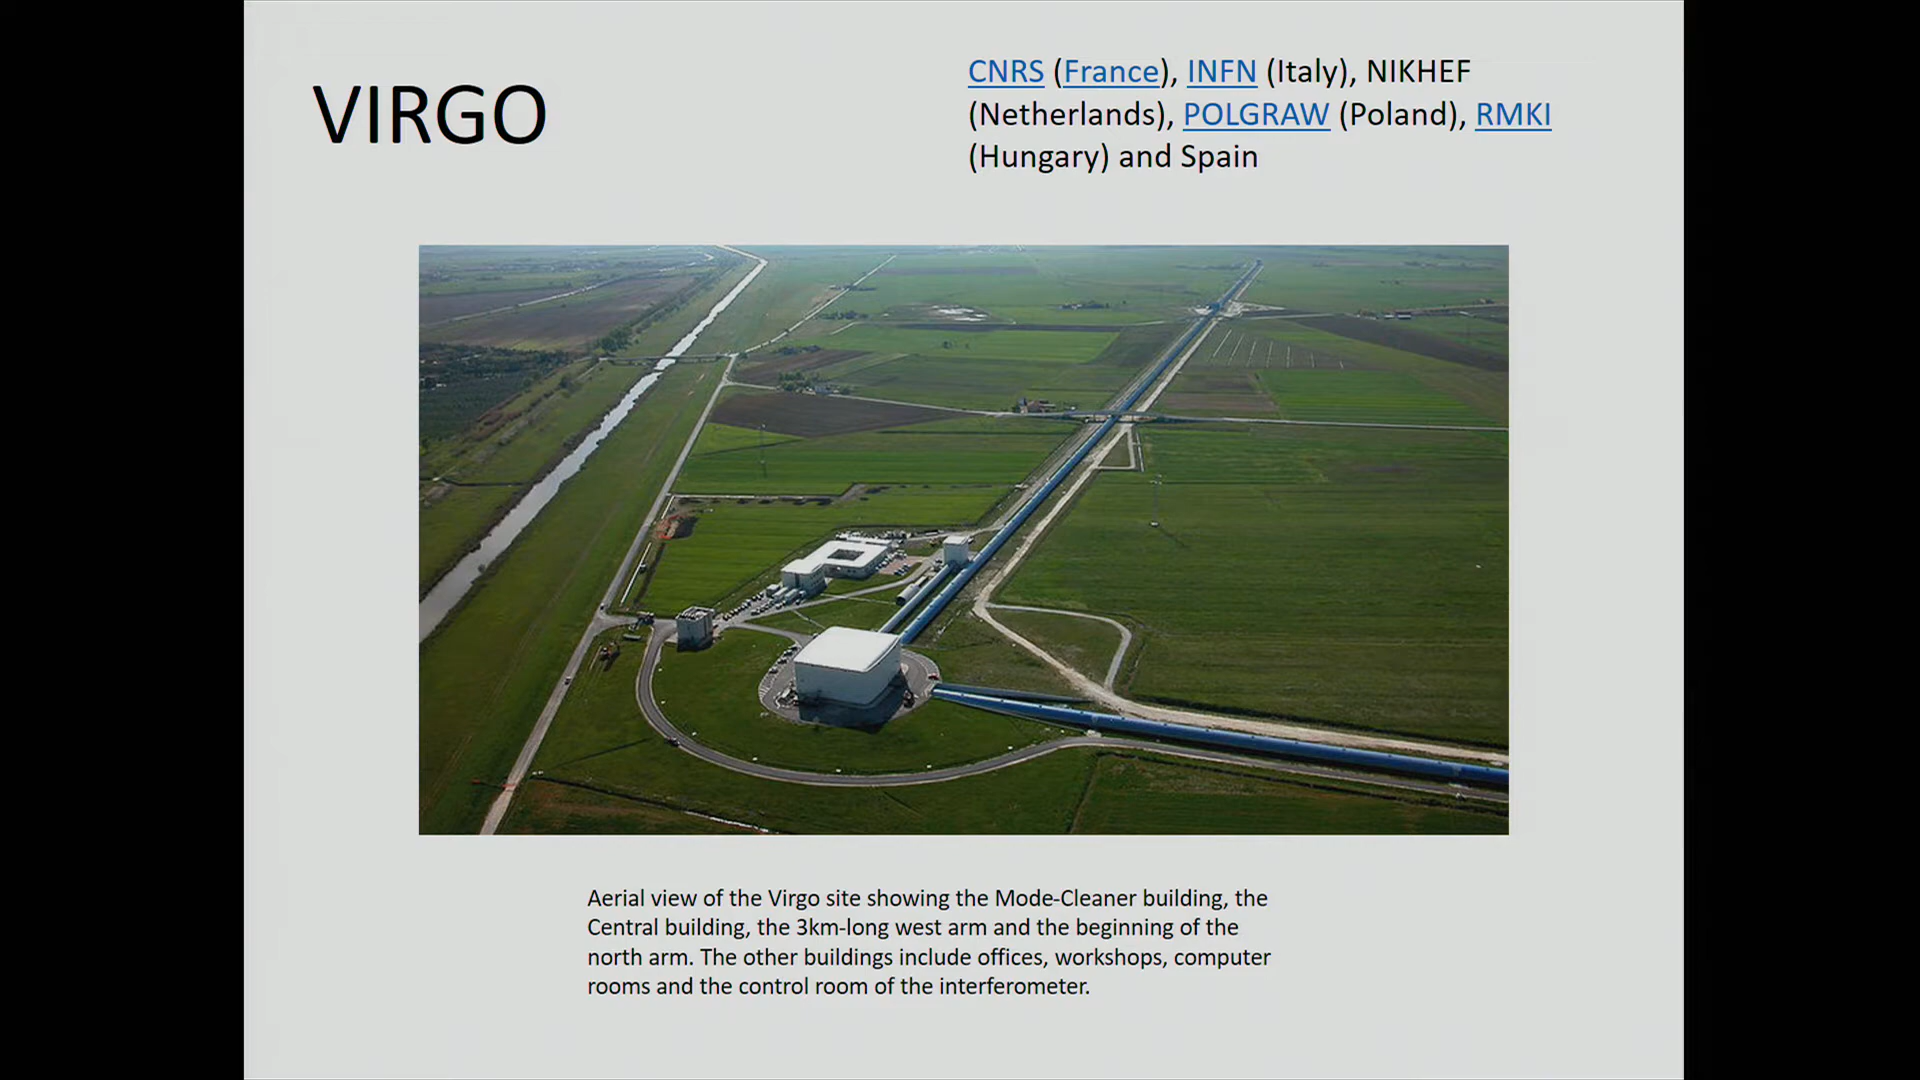 VIRGO
CNRS (France), INFN (Italy), NIKHEF
(Netherlands), POLGRAW (Poland), RMKI
(Hungary) and Spain
Aerial view of the Virgo site showing the Mode-Cleaner building, the
Central building, the 3km-long west arm and the beginning of the
north arm. The other buildings include offices, workshops, computer
rooms and the control room of the interferometer.